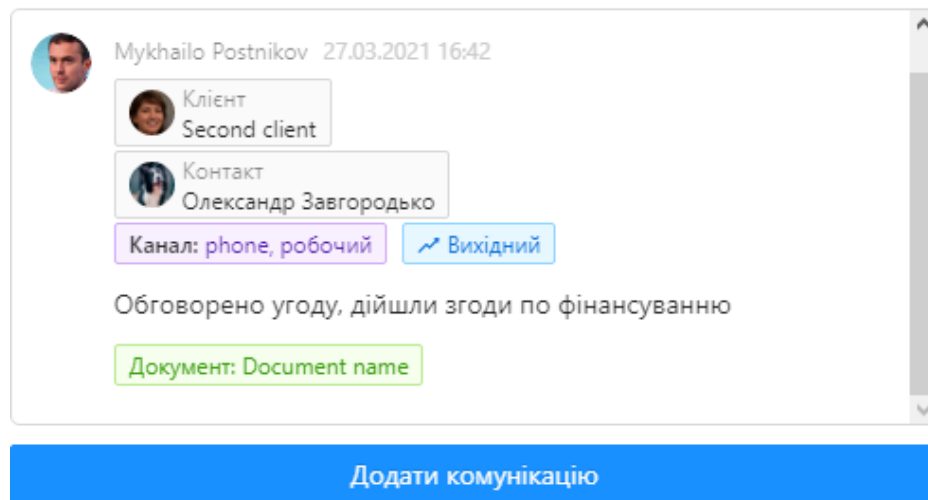 Mykhailo Postnikov 27.03.2021 16:42
Клієнт
Second client
Контакт
Олександр Завгородько
Канал: phone, робочий Вихідний
Обговорено угоду, дійшли згоди по фінансуванню
Документ: Document name
Додати комунікацію